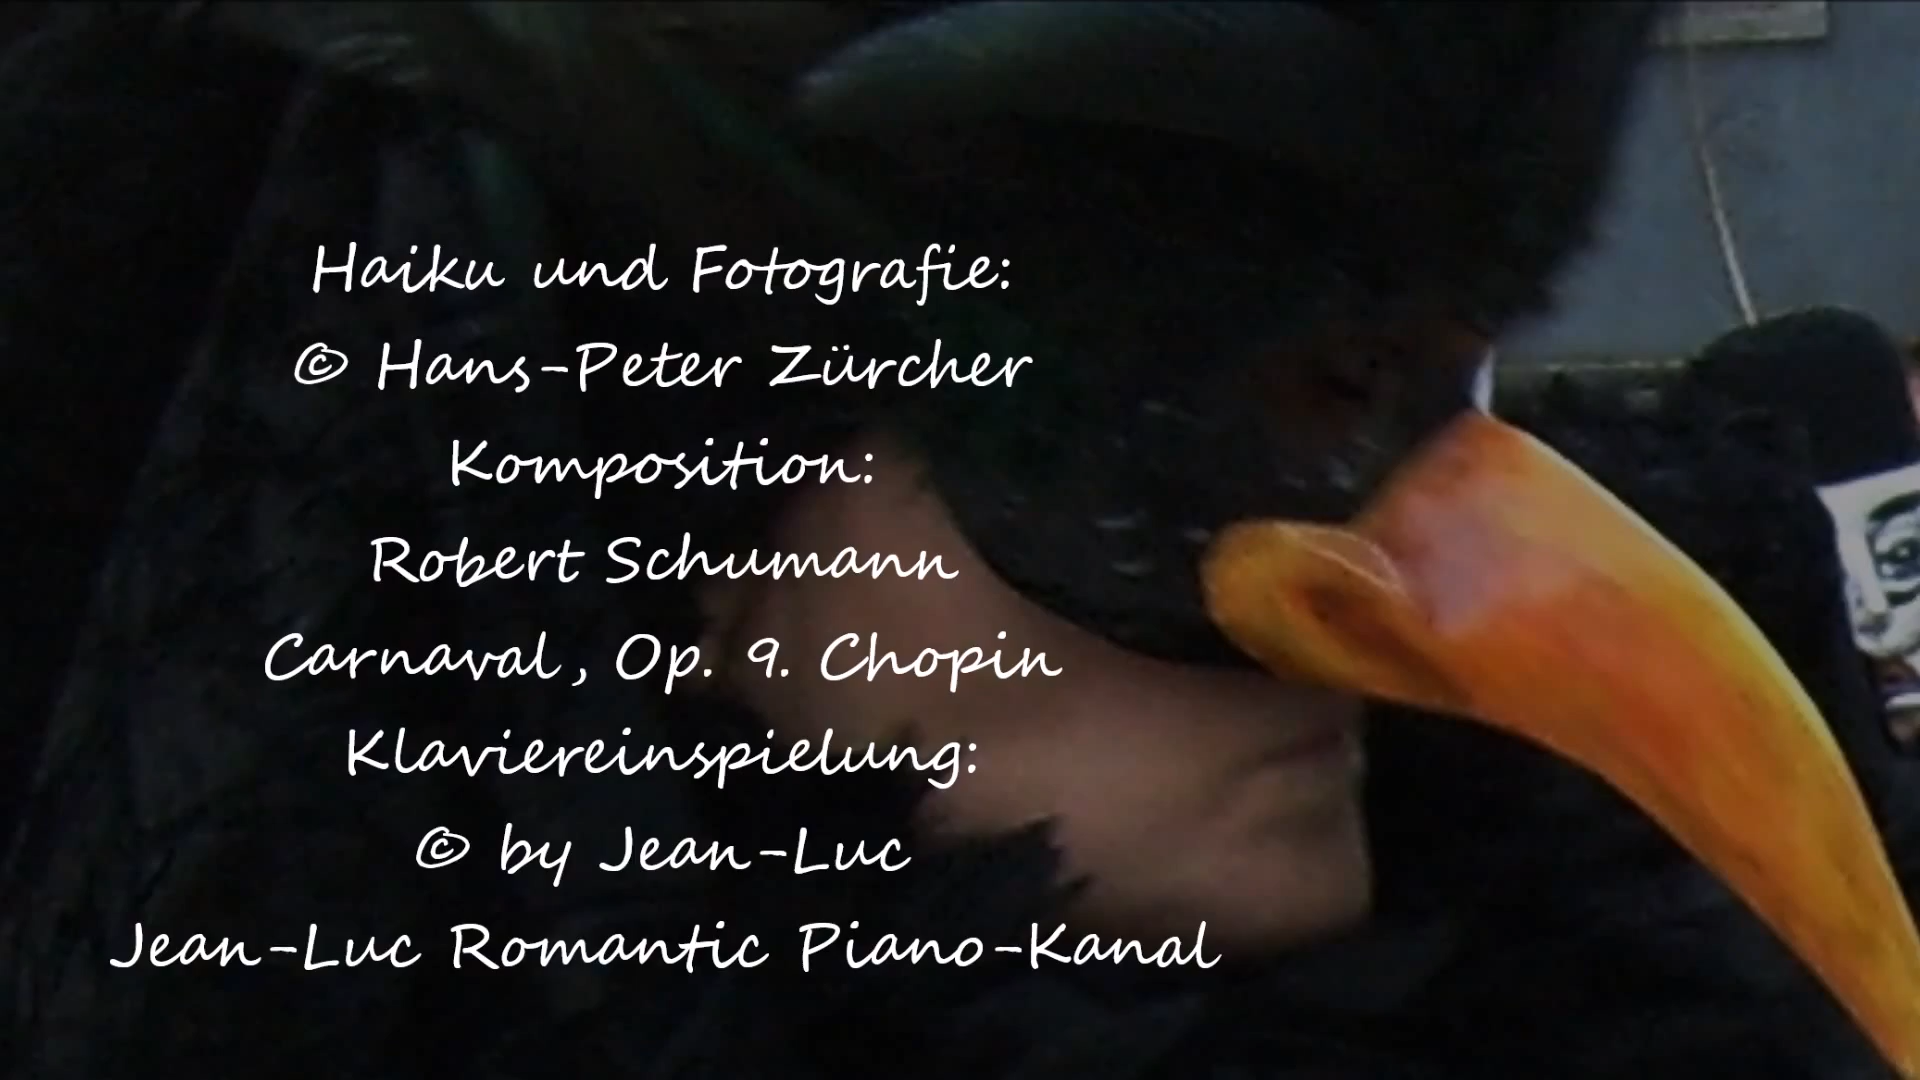 Haiku und Fotografie:
© Hans-Peter Zürcher
Komposition:
Robert Schumann
Carnaval, Op. 9. Chopin
Klaviereinspielung:
© by Jean-Luc
Jean-Luc Romantic Piano-Kanal